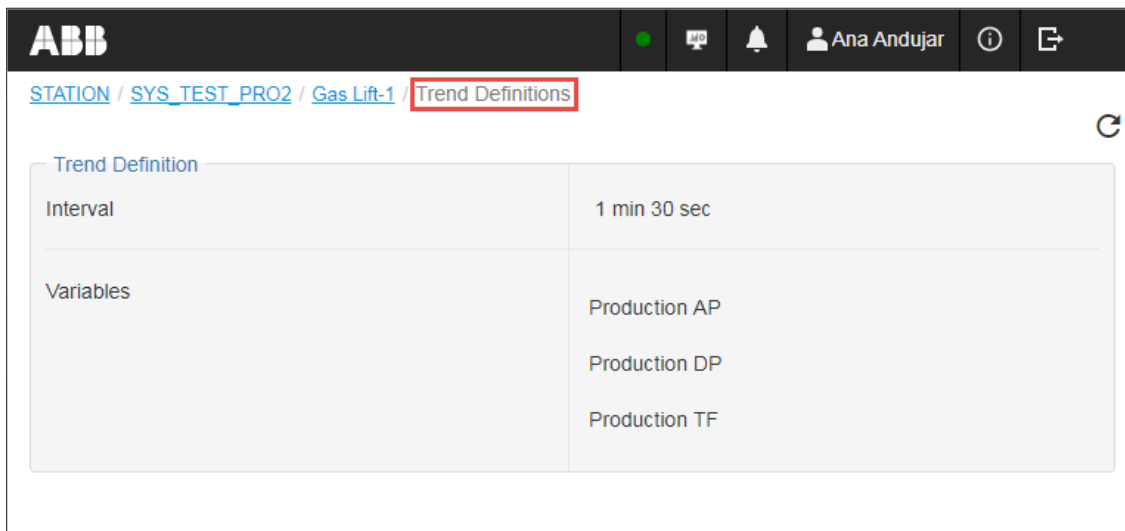 ABB
Ana Andujar
STATION / SYS_TEST_PRO2 / Gas Lift-1 / Trend Definitions
Trend Definition
Interval 1 min 30 sec
Variables
Production AP
Production DP
Production TF